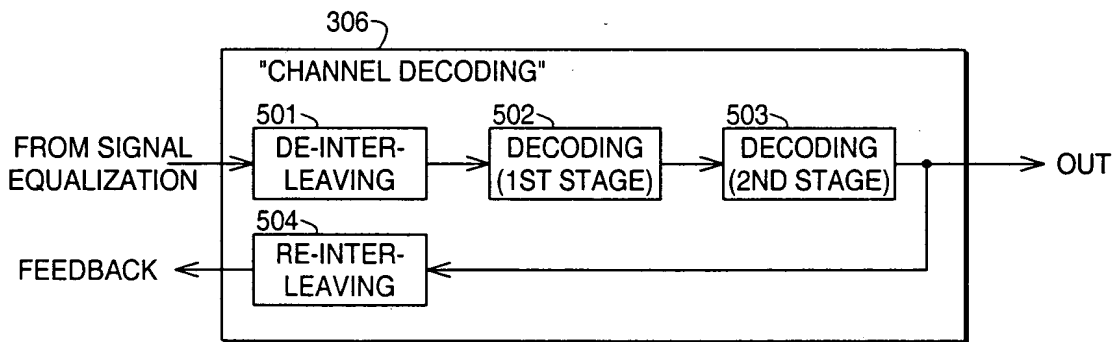 306
"CHANNEL DECODING"
501
502
503
FROM SIGNAL
EQUALIZATION
DE-INTER-
LEAVING
DECODING
(1ST STAGE)
DECODING
(2ND STAGE)
OUT
504
FEEDBACK
RE-INTER-
LEAVING